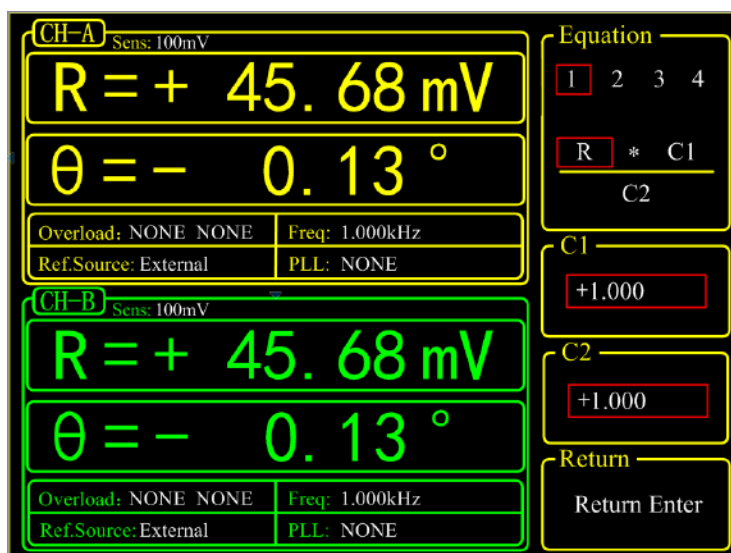 CH-A Sens: 100mV
R=+ 45.68 mV
θ=- 0.13 °
Overload: NONE NONE Freq: 1.000kHz
Ref.Source: External PLL: NONE
CH-B Sens: 100mV
R=+ 45.68 mV
θ=- 0.13 °
Overload: NONE NONE Freq: 1.000kHz
Ref.Source: External PLL: NONE
Equation
1 2 3 4
R * C1
C2
C1
+1.000
C2
+1.000
Return
Return Enter